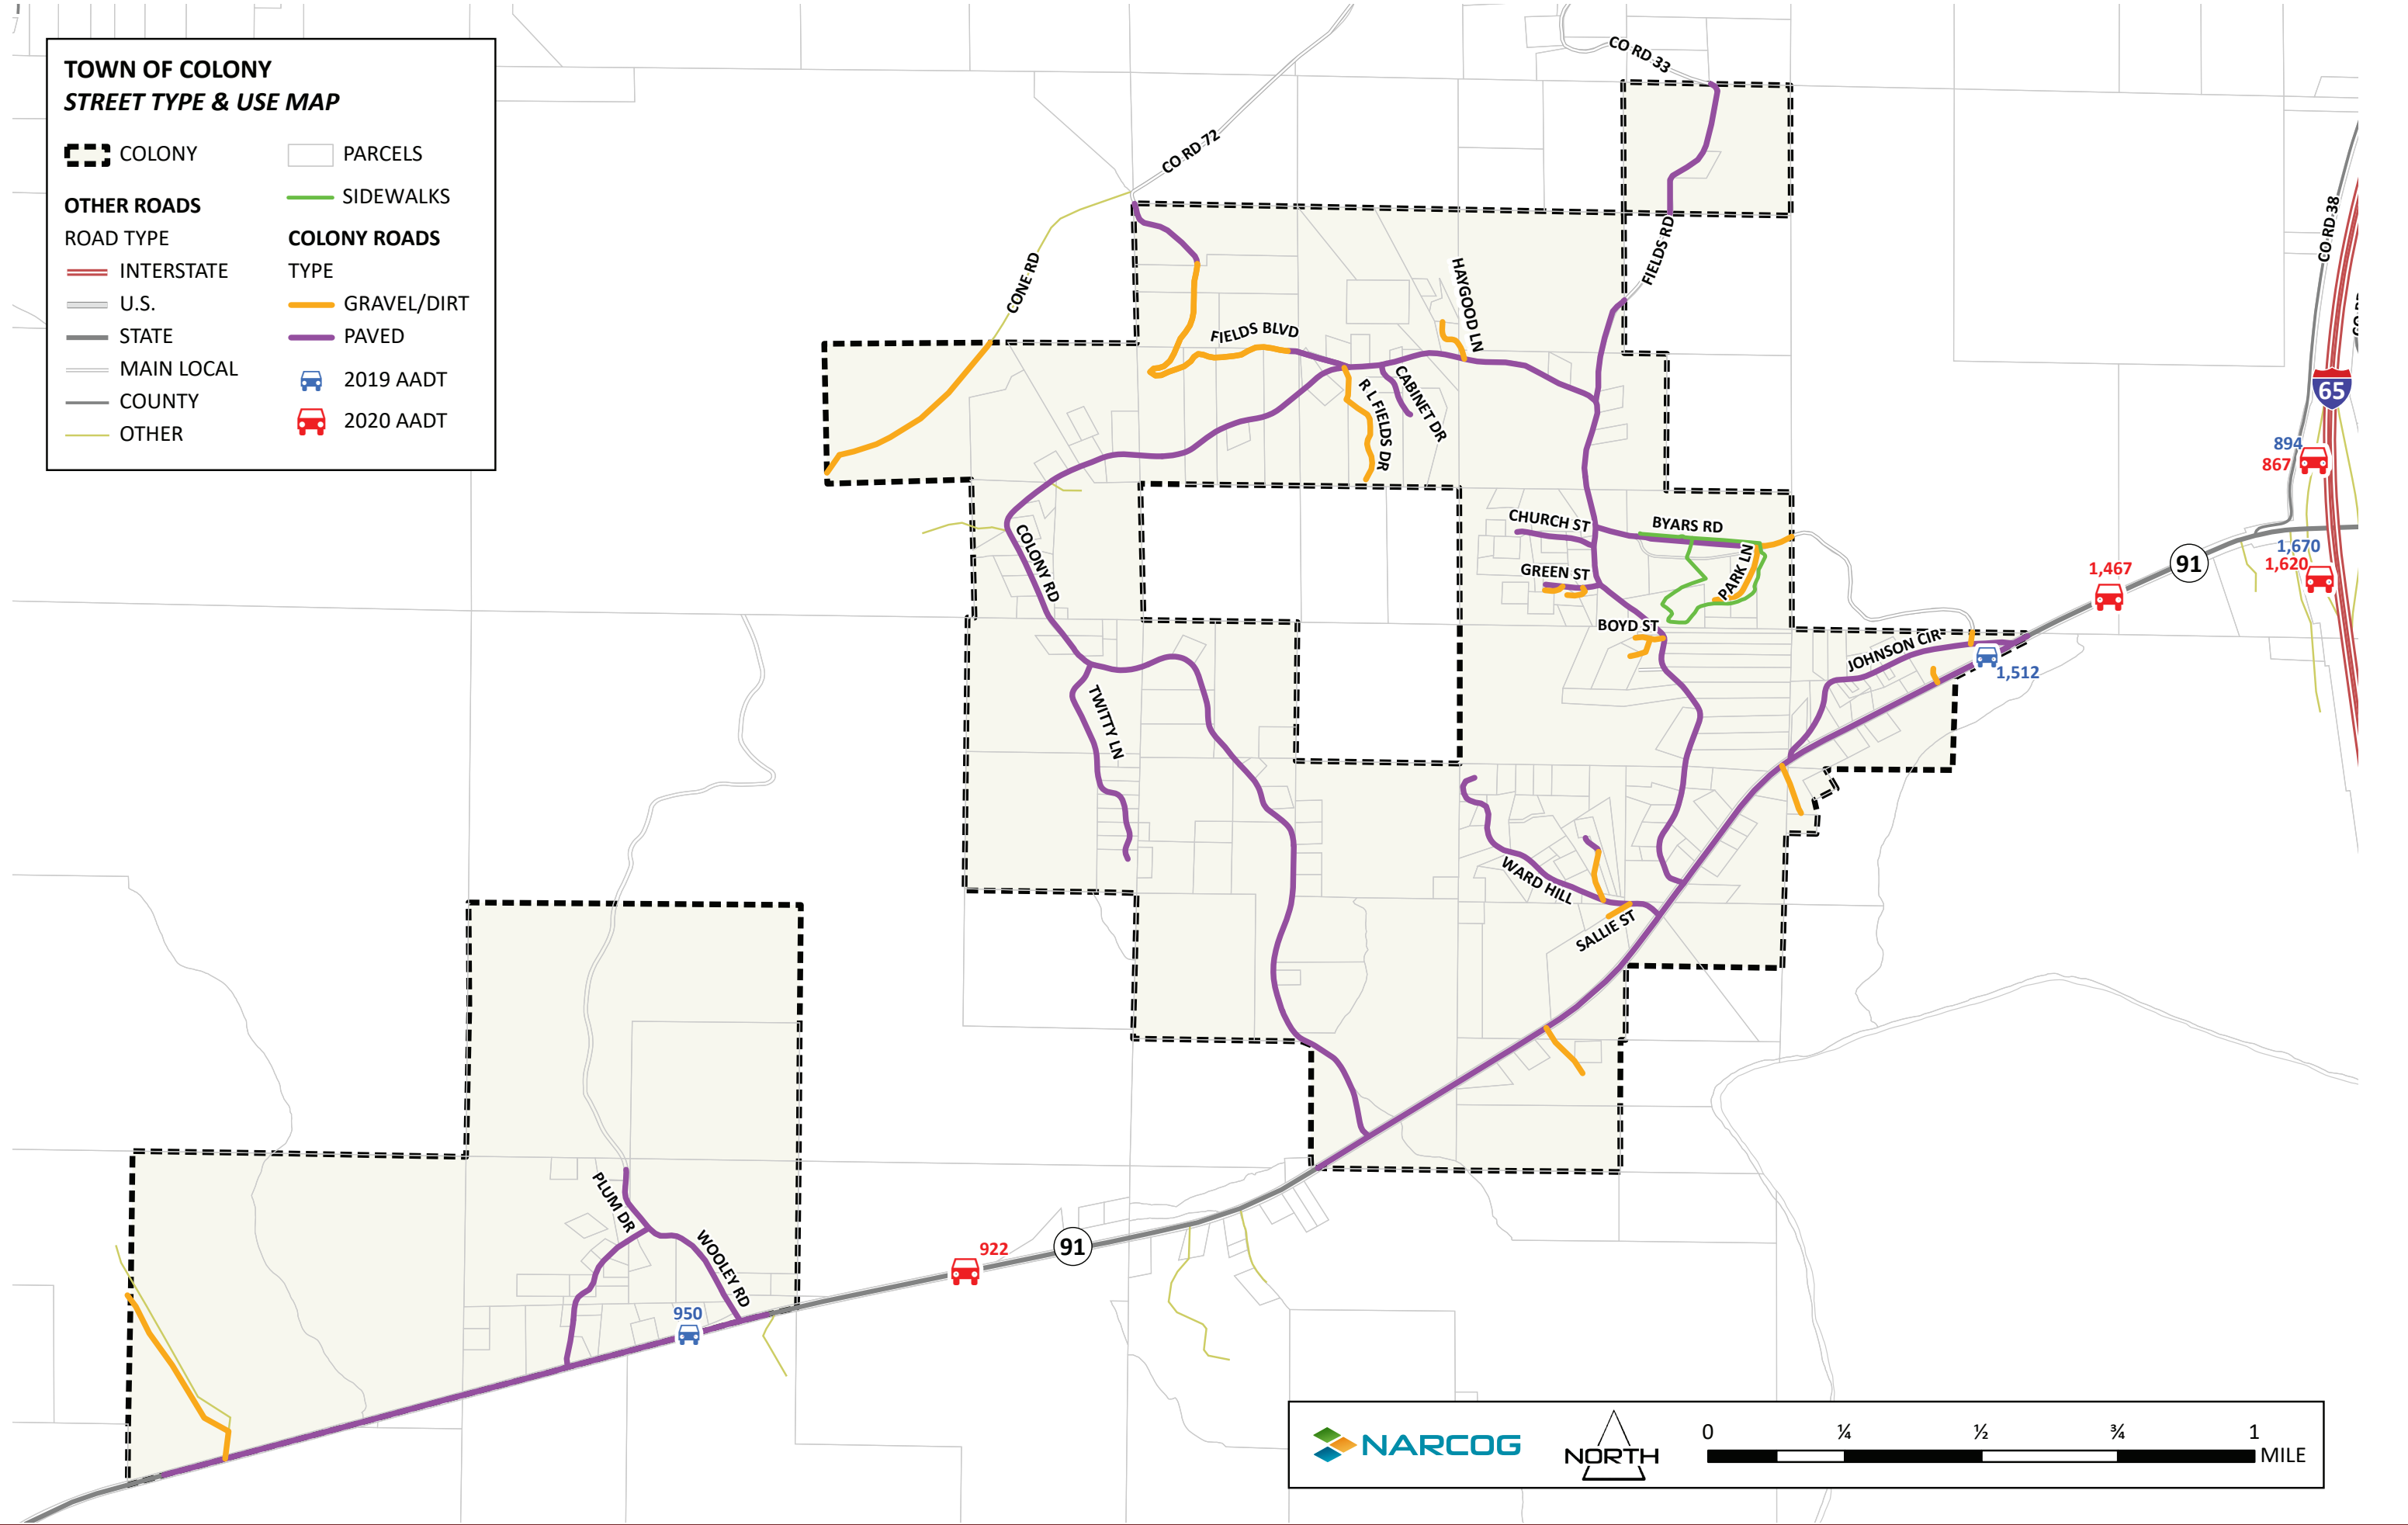 TOWN OF COLONY
STREET TYPE & USE MAP
COLONY
PARCELS
SIDEWALKS
OTHER ROADS
ROAD TYPE
INTERSTATE
U.S.
STATE
MAIN LOCAL
COUNTY
OTHER
COLONY ROADS
TYPE
GRAVEL/DIRT
PAVED
2019 AADT
2020 AADT
CO RD 33
CO RD 72
CO RD 38
FIELDS RD
CONE RD
HAYGOOD LN
FIELDS BLVD
R L FIELDS DR
CABINET DR
65
894
867
CHURCH ST
BYARS RD
COLONY RD
GREEN ST
PARK LN
91
1,670
1,620
1,467
BOYD ST
JOHNSON CIR
1,512
TWITTY LN
WARD HILL
SALLIE ST
PLUM DR
WOOLEY RD
922
91
950
NARCOG
NORTH
0 ¼ ½ ¾ 1
MILE